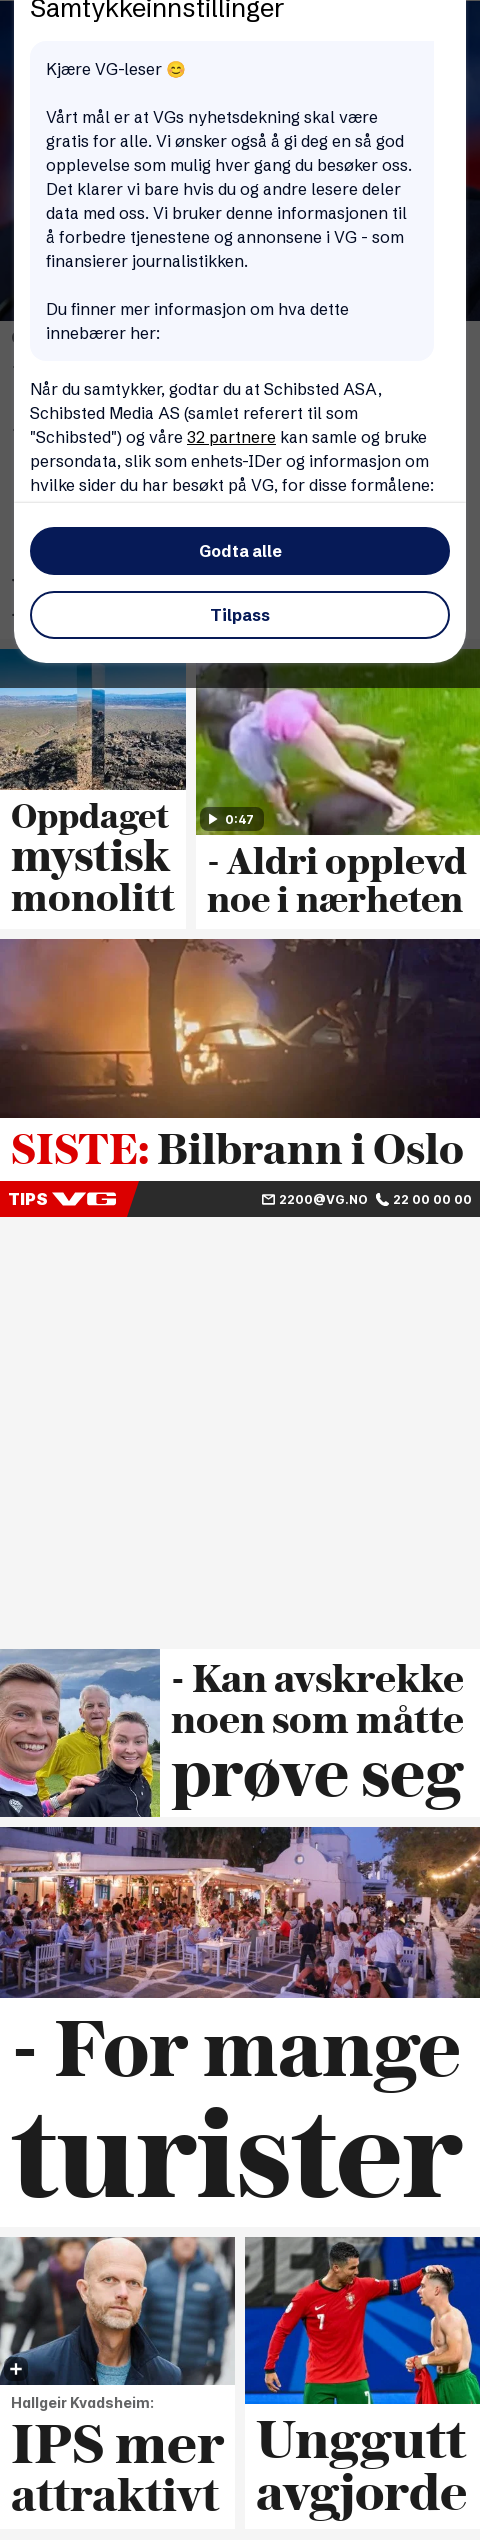 Samtykkeinnstillinger
Kjære VG-leser 😊
Vårt mål er at VGs nyhetsdekning skal være
gratis for alle. Vi ønsker også å gi deg en så god
opplevelse som mulig hver gang du besøker oss.
Det klarer vi bare hvis du og andre lesere deler
data med oss. Vi bruker denne informasjonen til
å forbedre tjenestene og annonsene i VG - som
finansierer journalistikken.
Du finner mer informasjon om hva dette
innebærer her:
Når du samtykker, godtar du at Schibsted ASA,
Schibsted Media AS (samlet referert til som
"Schibsted") og våre 32 partnere kan samle og bruke
persondata, slik som enhets-IDer og informasjon om
hvilke sider du har besøkt på VG, for disse formålene:
Godta alle
Tilpass
Oppdaget
mystisk
monolitt
0:47
- Aldri opplevd
noe i nærheten
SISTE: Bilbrann i Oslo
TIPS VG 2200@VG.NO 22 00 00 00
- Kan avskrekke
noen som måtte
prøve seg
- For mange
turister
Hallgeir Kvadsheim:
IPS mer
attraktivt
7
Unggutt
avgjorde